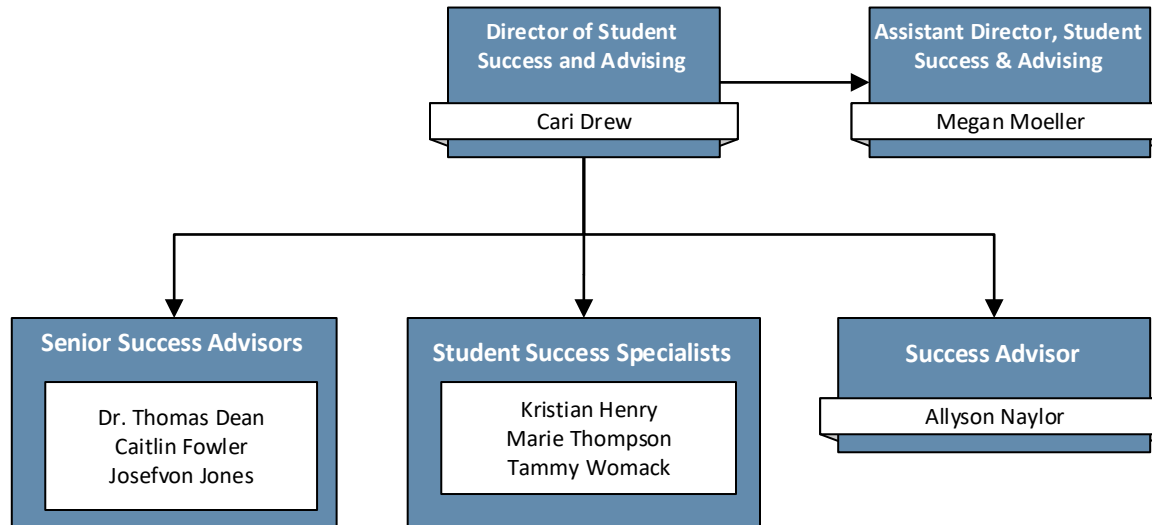 Director of Student
Success and Advising
Cari Drew
Assistant Director, Student
Success & Advising
Megan Moeller
Senior Success Advisors
Dr. Thomas Dean
Caitlin Fowler
Josefvon Jones
Student Success Specialists
Kristian Henry
Marie Thompson
Tammy Womack
Success Advisor
Allyson Naylor